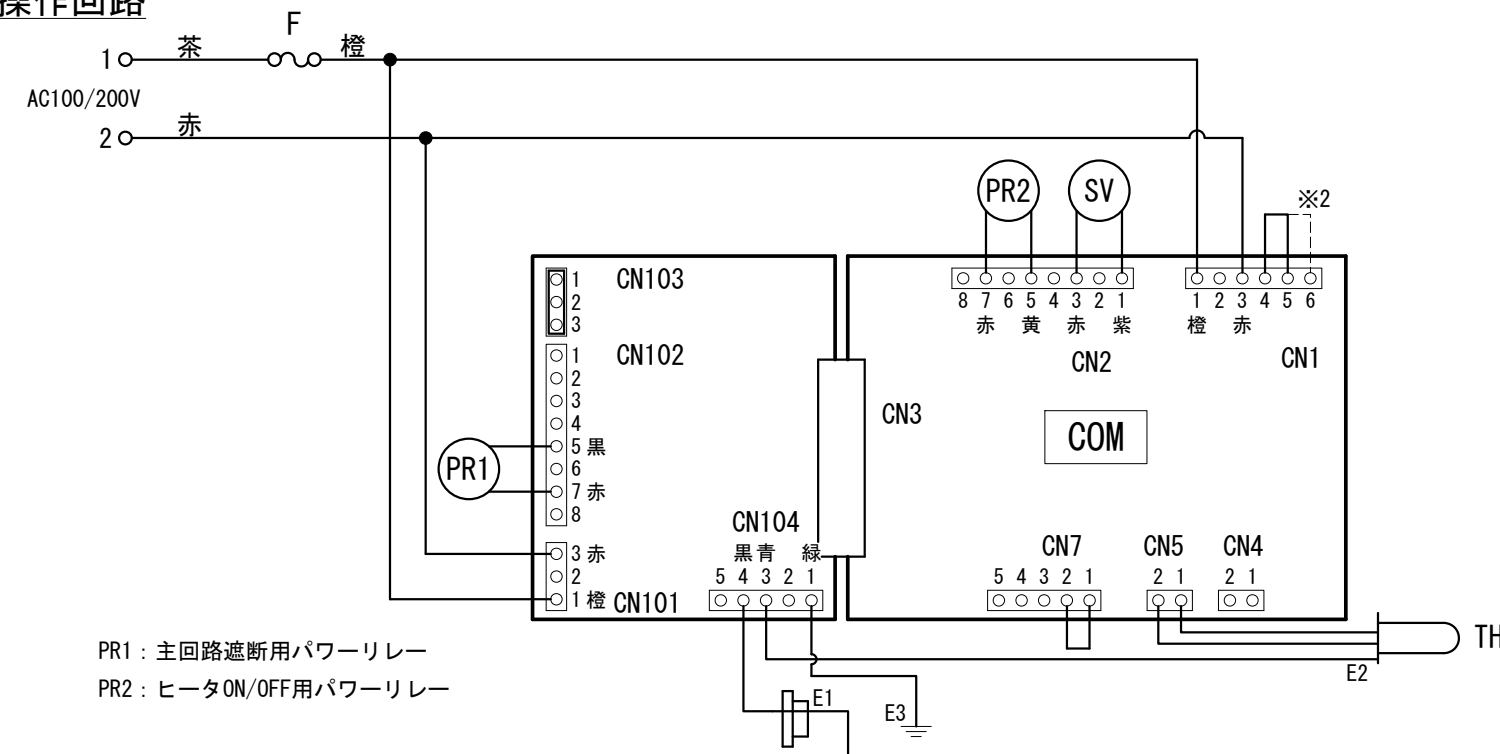 操作回路
F
1 茶 橙
AC100/200V
2 赤
PR2 SV
※2
CN103
1
2
3
8 7 6 5 4 3 2 1
赤 黄 赤 紫
1 2 3 4 5 6
橙 赤
CN102
CN2
CN1
1
2
3
4
5 黒
6
7 赤
8
PR1
CN3
COM
CN104
黒 青 緑
5 4 3 2 1
3 赤
2
1 橙 CN101
CN7
5 4 3 2 1
CN5
2 1
CN4
2 1
TH
E2
PR1：主回路遮断用パワーリレー
PR2：ヒータON/OFF用パワーリレー
E1
E3